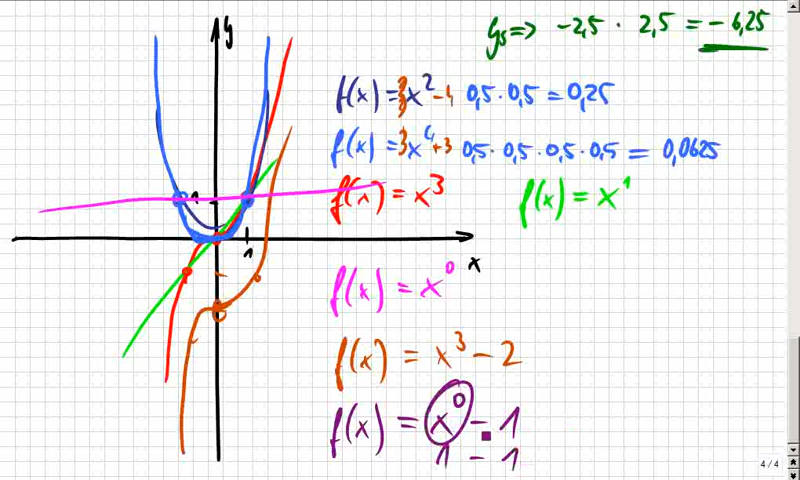 y
ys => -2,5 · 2,5 = -6,25
f(x) = 3x² -4 0,5 · 0,5 = 0,25
f(x) = 3x⁴ +3 0,5 · 0,5 · 0,5 · 0,5 = 0,0625
1
f(x) = x³ f(x) = x¹
1
x
f(x) = x⁰
f(x) = x³ - 2
f(x) = x⁰ - 1
1 - 1
4 / 4